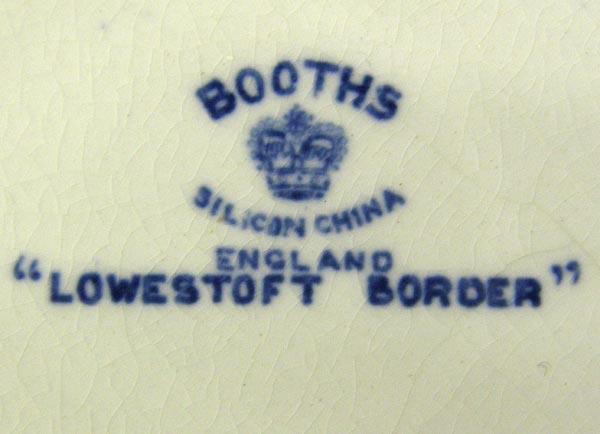 BOOTHS
SILICON CHINA
ENGLAND
“LOWESTOFT BORDER”